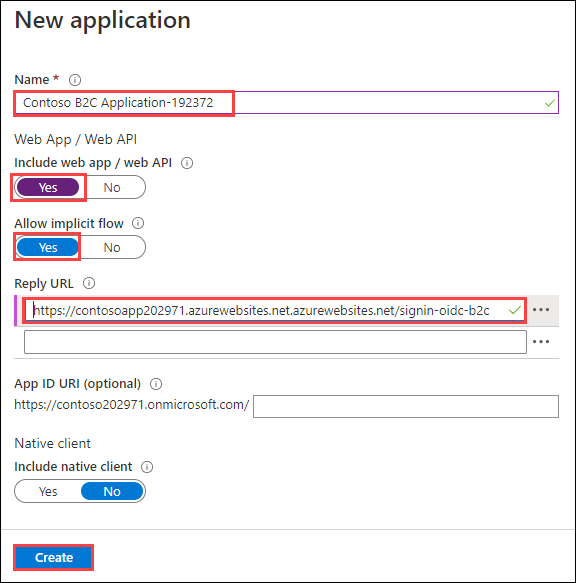 New application
Name *
Contoso B2C Application-192372
Web App / Web API
Include web app / web API
Yes No
Allow implicit flow
Yes No
Reply URL
https://contosoapp202971.azurewebsites.net.azurewebsites.net/signin-oidc-b2c
App ID URI (optional)
https://contoso202971.onmicrosoft.com/
Native client
Include native client
Yes No
Create